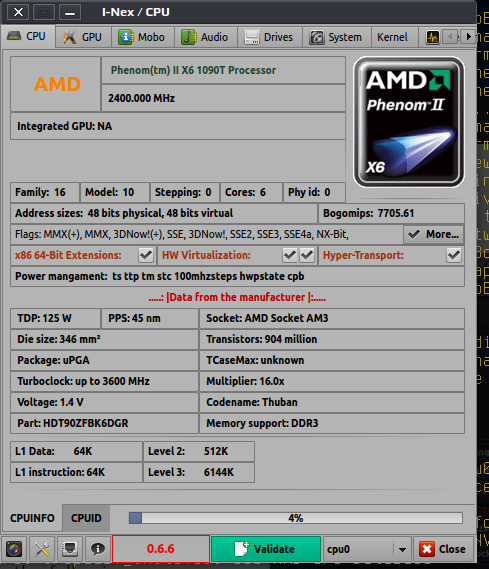 I-Nex / CPU
CPU GPU Mobo Audio Drives System Kernel
AMD
Phenom(tm) II X6 1090T Processor
2400.000 MHz
Integrated GPU: NA
AMD
Phenom™ II
X6
Family: 16 Model: 10 Stepping: 0 Cores: 6 Phy id: 0
Address sizes: 48 bits physical, 48 bits virtual Bogomips: 7705.61
Flags: MMX(+), MMX, 3DNow!(+), SSE, 3DNow!, SSE2, SSE3, SSE4a, NX-Bit, More...
x86 64-Bit Extensions: HW Virtualization: Hyper-Transport:
Power mangament: ts ttp tm stc 100mhzsteps hwpstate cpb
.....: |Data from the manufacturer |:.....
TDP: 125 W PPS: 45 nm Socket: AMD Socket AM3
Die size: 346 mm² Transistors: 904 million
Package: uPGA TCaseMax: unknown
Turboclock: up to 3600 MHz Multiplier: 16.0x
Voltage: 1.4 V Codename: Thuban
Part: HDT90ZFBK6DGR Memory support: DDR3
L1 Data: 64K Level 2: 512K
L1 instruction: 64K Level 3: 6144K
CPUINFO CPUID 4%
0.6.6 Validate cpu0 Close